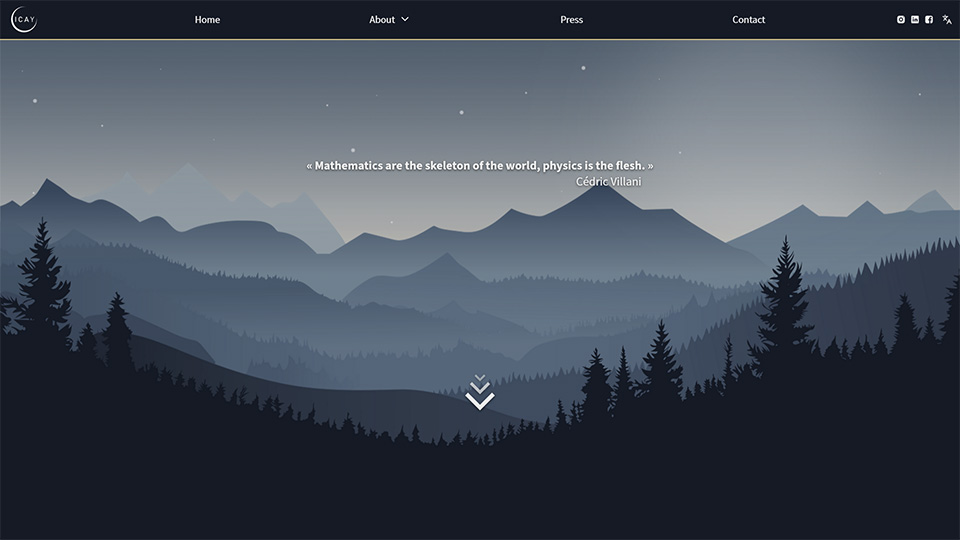 ICAY
Home
About
Press
Contact
« Mathematics are the skeleton of the world, physics is the flesh. »
Cédric Villani